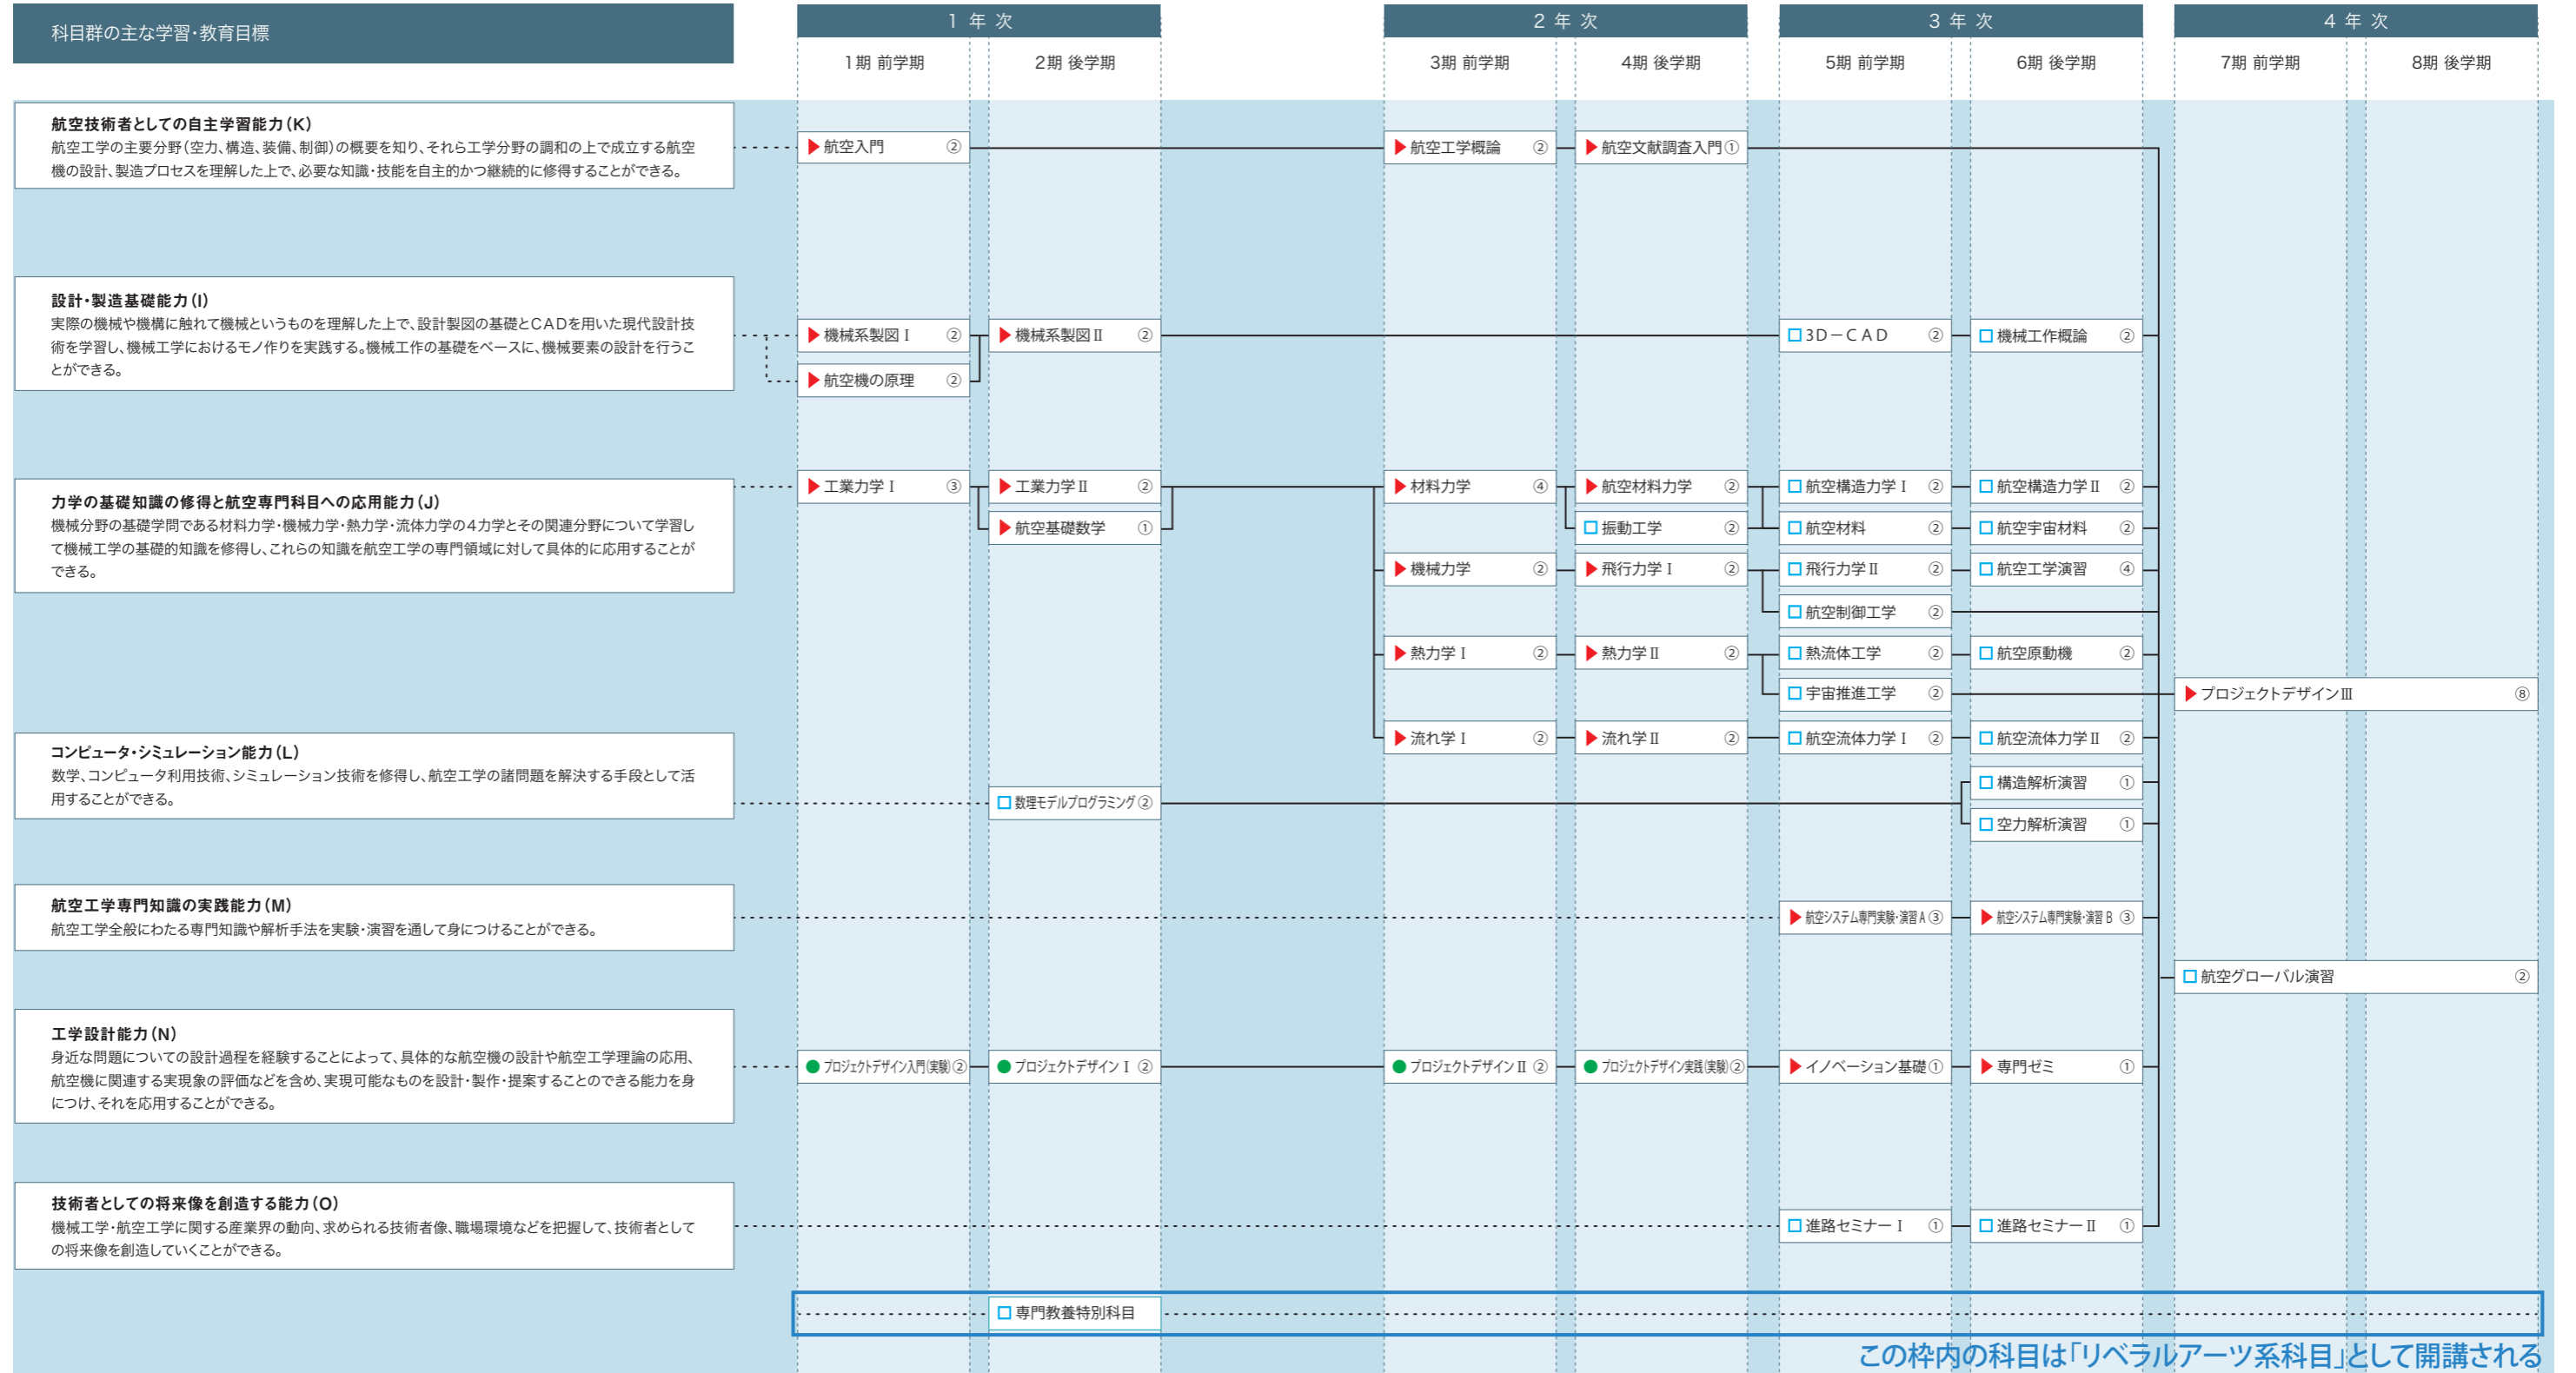 科目群の主な学習・教育目標
1 年 次
2 年 次
3 年 次
4 年 次
1期 前学期
2期 後学期
3期 前学期
4期 後学期
5期 前学期
6期 後学期
7期 前学期
8期 後学期
航空技術者としての自主学習能力(K)
航空工学の主要分野(空力、構造、装備、制御)の概要を知り、それら工学分野の調和の上で成立する航空
機の設計、製造プロセスを理解した上で、必要な知識・技能を自主的かつ継続的に修得することができる。
▶航空入門 ②
▶航空工学概論 ②
▶航空文献調査入門 ①
設計・製造基礎能力(I)
実際の機械や機構に触れて機械というものを理解した上で、設計製図の基礎とCADを用いた現代設計技
術を学習し、機械工学におけるモノ作りを実践する。機械工作の基礎をベースに、機械要素の設計を行うこ
とができる。
▶機械系製図Ⅰ ②
▶機械系製図Ⅱ ②
□3D-CAD ②
□機械工作概論 ②
▶航空機の原理 ②
力学の基礎知識の修得と航空専門科目への応用能力(J)
機械分野の基礎学問である材料力学・機械力学・熱力学・流体力学の4力学とその関連分野について学習し
て機械工学の基礎的知識を修得し、これらの知識を航空工学の専門領域に対して具体的に応用することが
できる。
▶工業力学Ⅰ ③
▶工業力学Ⅱ ②
▶材料力学 ④
▶航空材料力学 ②
□航空構造力学Ⅰ ②
□航空構造力学Ⅱ ②
▶航空基礎数学 ①
□振動工学 ②
□航空材料 ②
□航空宇宙材料 ②
▶機械力学 ②
▶飛行力学Ⅰ ②
□飛行力学Ⅱ ②
□航空工学演習 ④
□航空制御工学 ②
▶熱力学Ⅰ ②
▶熱力学Ⅱ ②
□熱流体工学 ②
□航空原動機 ②
□宇宙推進工学 ②
▶プロジェクトデザインⅢ ⑧
▶流れ学Ⅰ ②
▶流れ学Ⅱ ②
□航空流体力学Ⅰ ②
□航空流体力学Ⅱ ②
コンピュータ・シミュレーション能力(L)
数学、コンピュータ利用技術、シミュレーション技術を修得し、航空工学の諸問題を解決する手段として活
用することができる。
□数理モデルプログラミング ②
□構造解析演習 ①
□空力解析演習 ①
航空工学専門知識の実践能力(M)
航空工学全般にわたる専門知識や解析手法を実験・演習を通して身につけることができる。
▶航空システム専門実験・演習A ③
▶航空システム専門実験・演習B ③
□航空グローバル演習 ②
工学設計能力(N)
身近な問題についての設計過程を経験することによって、具体的な航空機の設計や航空工学理論の応用、
航空機に関連する実現象の評価などを含め、実現可能なものを設計・製作・提案することのできる能力を身
につけ、それを応用することができる。
●プロジェクトデザイン入門(実験) ②
●プロジェクトデザインⅠ ②
●プロジェクトデザインⅡ ②
●プロジェクトデザイン実践(実験) ②
▶イノベーション基礎 ①
▶専門ゼミ ①
技術者としての将来像を創造する能力(O)
機械工学・航空工学に関する産業界の動向、求められる技術者像、職場環境などを把握して、技術者として
の将来像を創造していくことができる。
□進路セミナーⅠ ①
□進路セミナーⅡ ①
□専門教養特別科目
この枠内の科目は「リベラルアーツ系科目」として開講される